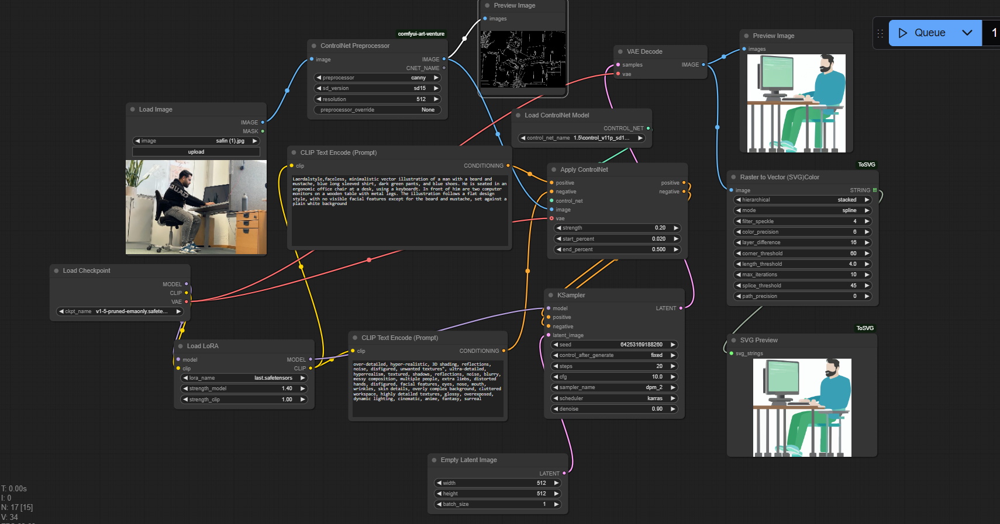 Preview Image
images
comfyui-art-venture
ControlNet Preprocessor
image IMAGE
CNET_NAME
preprocessor canny
sd_version sd15
resolution 512
preprocessor_override None
Load Image
IMAGE
MASK
image safin (1).jpg
upload
VAE Decode
samples IMAGE
vae
Preview Image
images
Queue 1
Load ControlNet Model
CONTROL_NET
control_net_name 1.5\control_v11p_sd1...
CLIP Text Encode (Prompt)
clip CONDITIONING
Laerdalstyle,faceless, minimalistic vector illustration of a man with a beard and
mustache, blue long sleeved shirt, dark green pants, and blue shoes. He is seated in an
ergonomic office chair at a desk, using a keyboardt. In front of him are two computer
monitors on a wooden table with metal legs. The illustration follows a flat design
style, with no visible facial features except for the beard and mustache, set against a
plain white background
Apply ControlNet
positive positive
negative negative
control_net
image
vae
strength 0.20
start_percent 0.020
end_percent 0.500
ToSVG
Raster to Vector (SVG)Color
image STRING
hierarchical stacked
mode spline
filter_speckle 4
color_precision 6
layer_difference 16
corner_threshold 60
length_threshold 4.0
max_iterations 10
splice_threshold 45
path_precision 0
Load Checkpoint
MODEL
CLIP
VAE
ckpt_name v1-5-pruned-emaonly.safete...
Load LoRA
model MODEL
clip CLIP
lora_name last.safetensors
strength_model 1.40
strength_clip 1.00
CLIP Text Encode (Prompt)
clip CONDITIONING
over-detailed, hyper-realistic, 3D shading, reflections,
noise, disfigured, unwanted textures", ultra-detailed,
hyperrealism, textured, shadows, reflections, noise, blurry,
messy composition, multiple people, extra limbs, distorted
hands, disfigured, facial features, eyes, nose, mouth,
wrinkles, skin details, overly complex background, cluttered
workspace, highly detailed textures, glossy, overexposed,
dynamic lighting, cinematic, anime, fantasy, surreal
KSampler
model LATENT
positive
negative
latent_image
seed 64253169188260
control_after_generate fixed
steps 20
cfg 10.0
sampler_name dpm_2
scheduler karras
denoise 0.90
ToSVG
SVG Preview
svg_strings
Empty Latent Image
LATENT
width 512
height 512
batch_size 1
T: 0.00s
I: 0
N: 17 [15]
V: 34